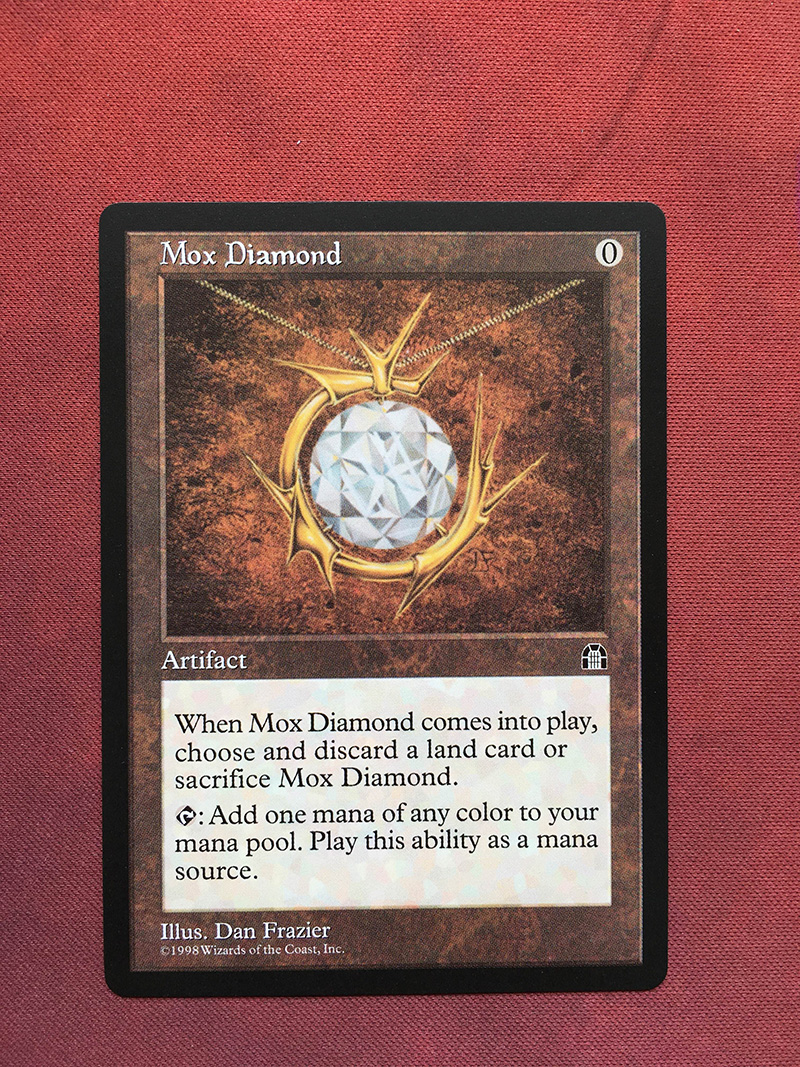 Mox Diamond 0
DF
Artifact
When Mox Diamond comes into play,
choose and discard a land card or
sacrifice Mox Diamond.
: Add one mana of any color to your
mana pool. Play this ability as a mana
source.
Illus. Dan Frazier
©1998 Wizards of the Coast, Inc.